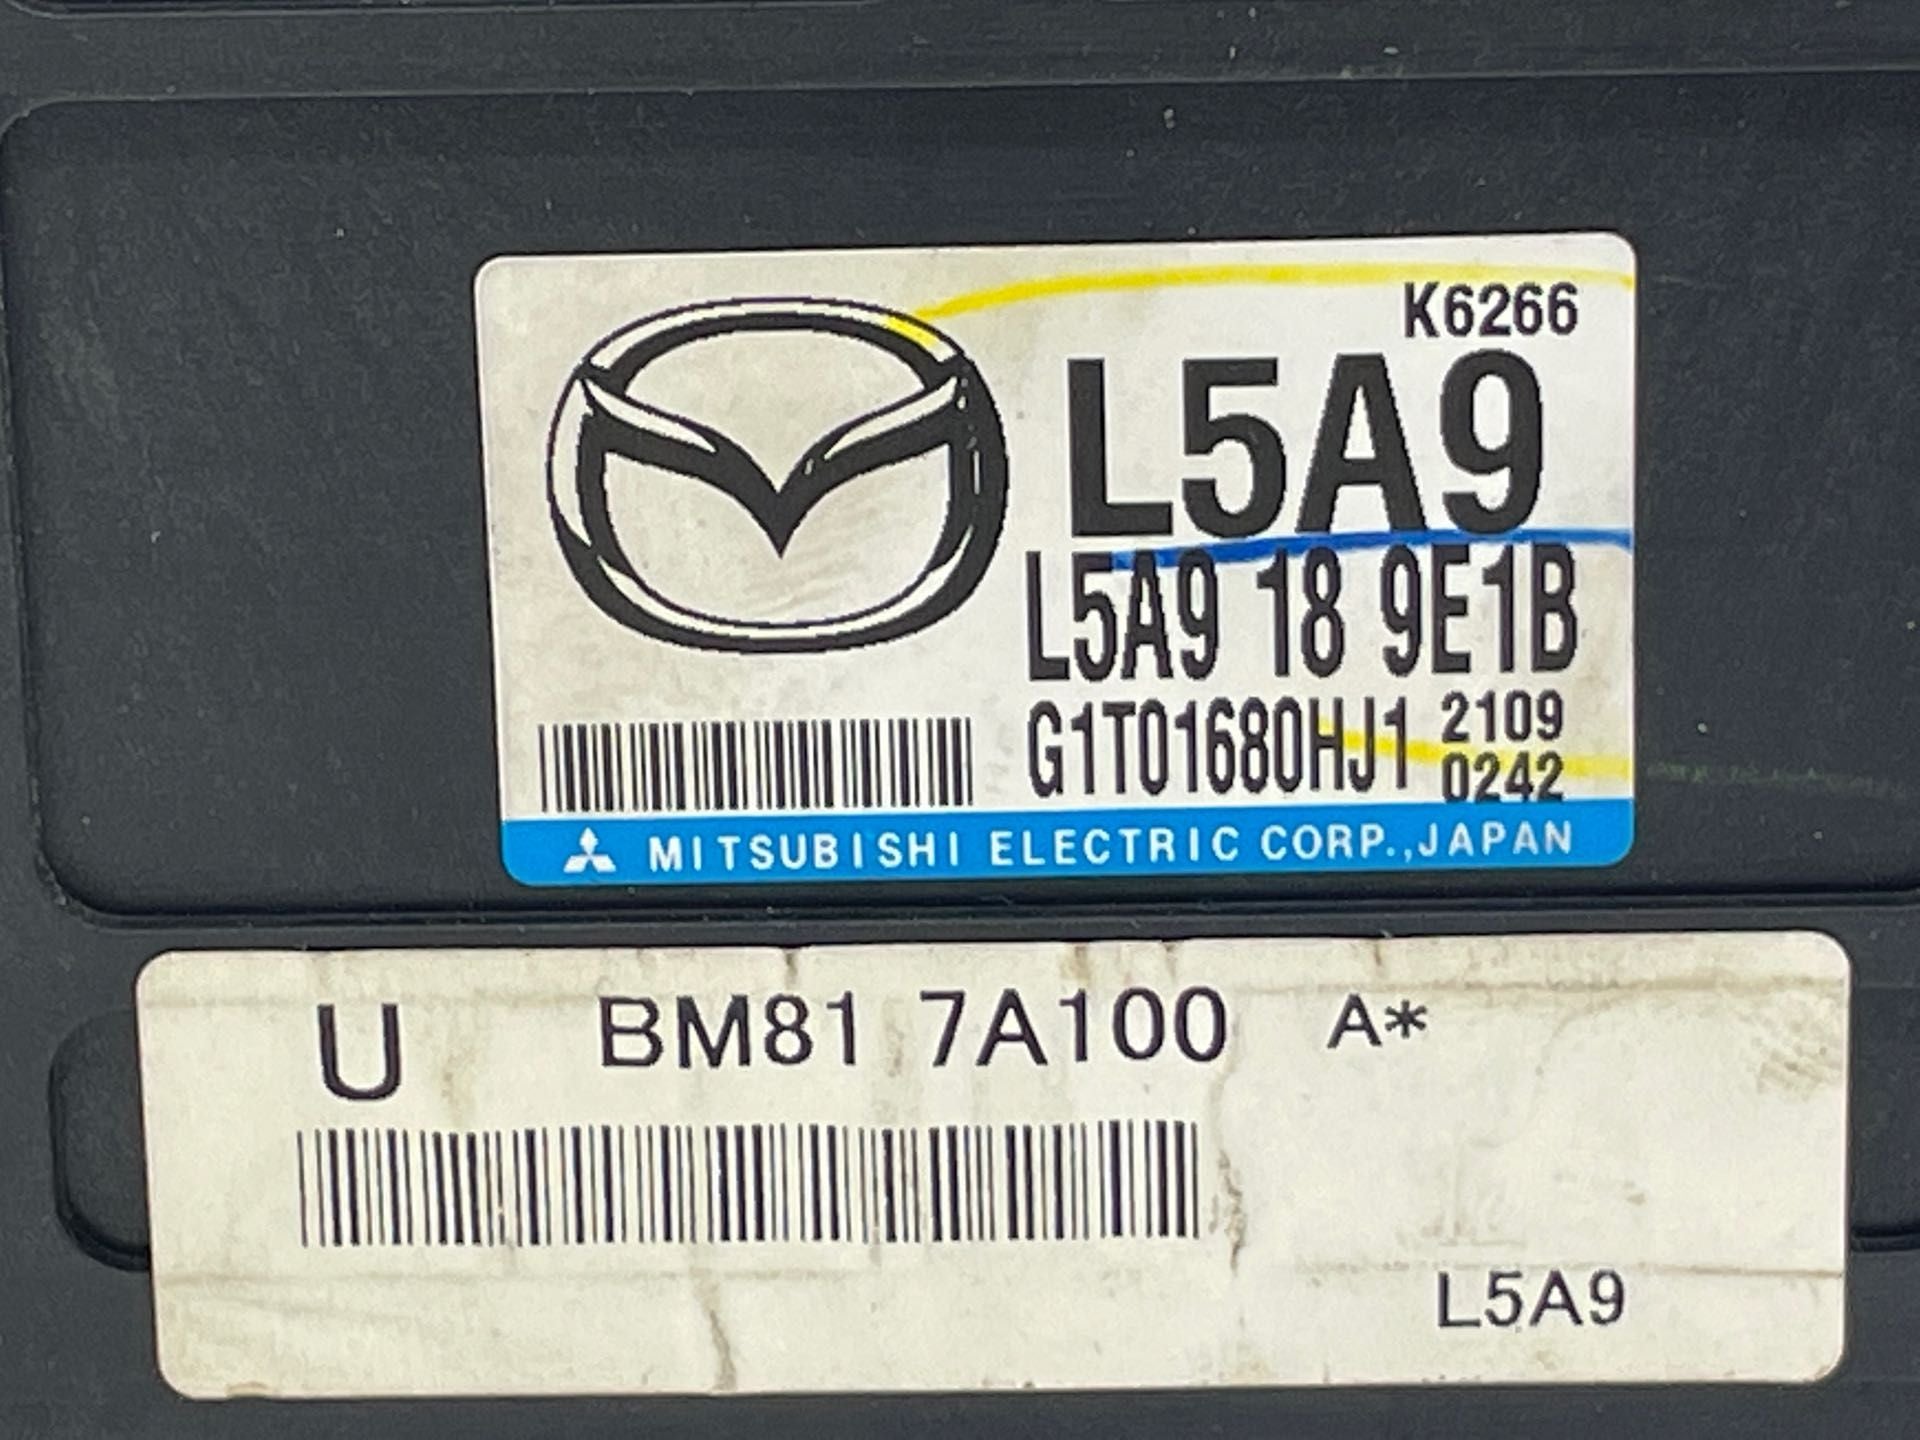 K6266
L5A9
L5A9 18 9E1B
G1T01680HJ1 2109
0242
MITSUBISHI ELECTRIC CORP.,JAPAN
U BM81 7A100 A*
L5A9